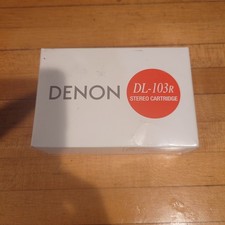 DENON
DL-103R
STEREO CARTRIDGE